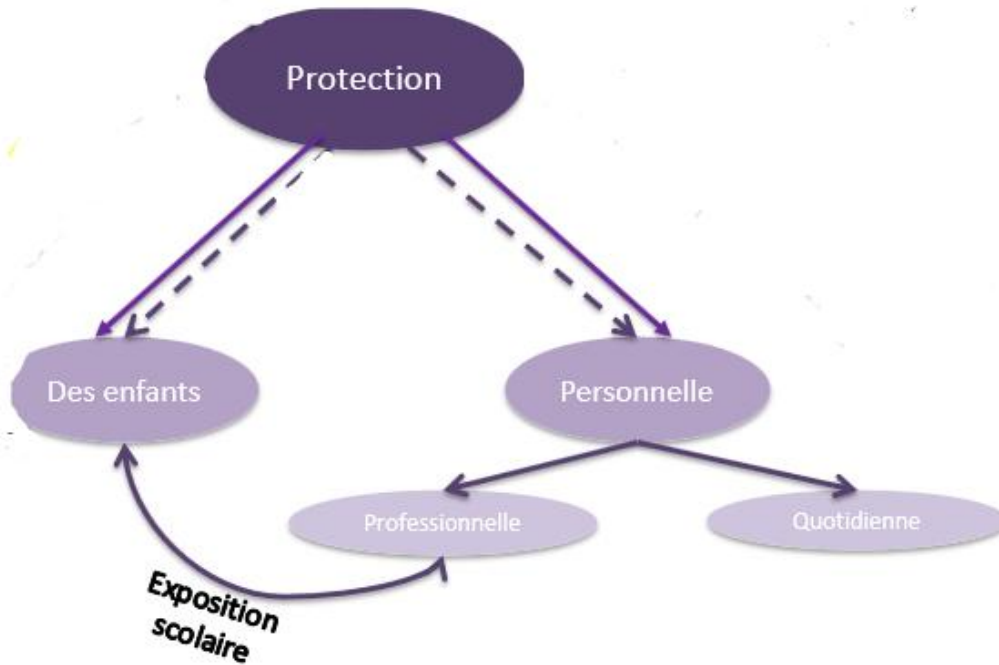 Protection
Des enfants
Personnelle
Professionnelle
Quotidienne
Exposition
scolaire